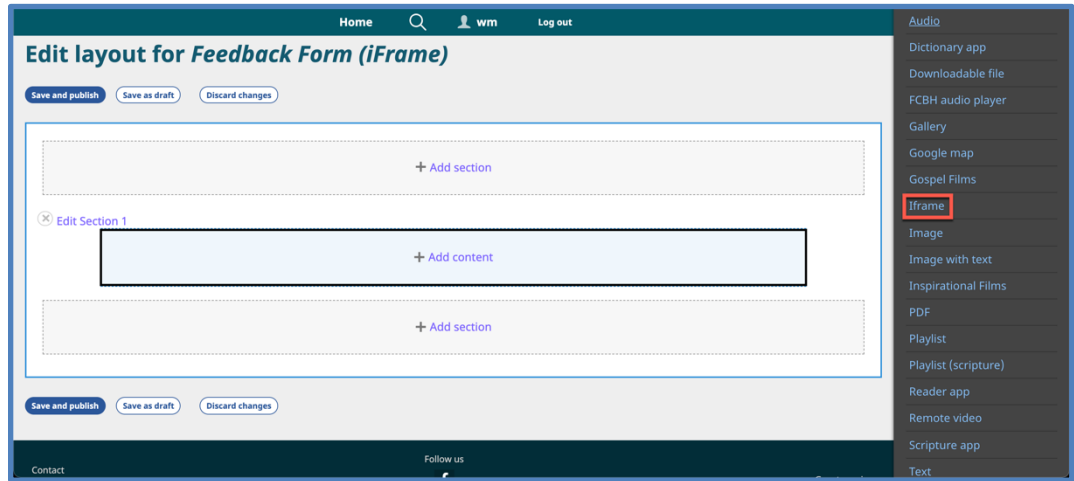 Home wm Log out
Edit layout for Feedback Form (iFrame)
Save and publish Save as draft Discard changes
+ Add section
Edit Section 1
+ Add content
+ Add section
Save and publish Save as draft Discard changes
Follow us
Contact
Audio
Dictionary app
Downloadable file
FCBH audio player
Gallery
Google map
Gospel Films
Iframe
Image
Image with text
Inspirational Films
PDF
Playlist
Playlist (scripture)
Reader app
Remote video
Scripture app
Text